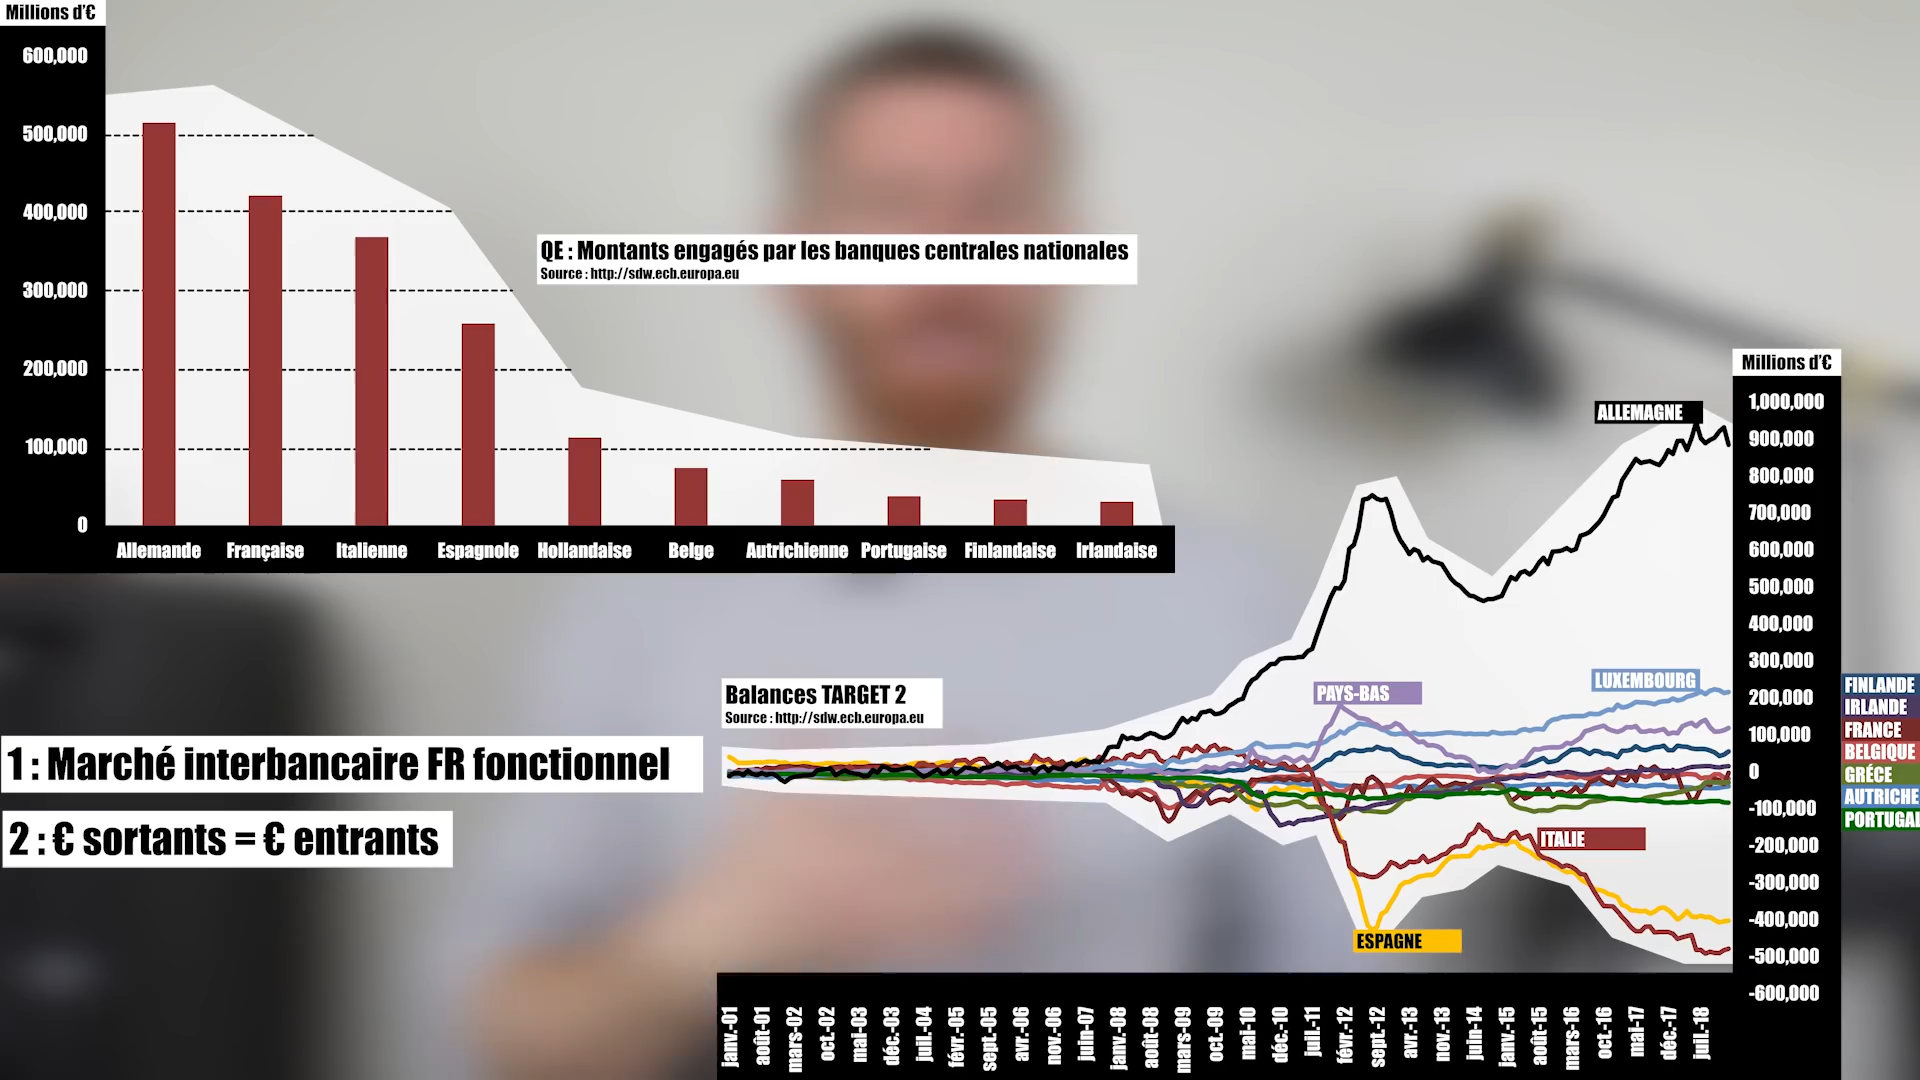 Millions d'€
600,000
500,000
400,000
300,000
200,000
100,000
0
Allemande Française Italienne Espagnole Hollandaise Belge Autrichienne Portugaise Finlandaise Irlandaise
QE : Montants engagés par les banques centrales nationales
Source : http://sdw.ecb.europa.eu
1 : Marché interbancaire FR fonctionnel
2 : € sortants = € entrants
Balances TARGET 2
Source : http://sdw.ecb.europa.eu
ALLEMAGNE
PAYS-BAS
LUXEMBOURG
ITALIE
ESPAGNE
Millions d'€
1,000,000
900,000
800,000
700,000
600,000
500,000
400,000
300,000
200,000
100,000
0
-100,000
-200,000
-300,000
-400,000
-500,000
-600,000
FINLANDE
IRLANDE
FRANCE
BELGIQUE
GRÉCE
AUTRICHE
PORTUGAL
janv.-01 août-01 mars-02 oct.-02 mai-03 déc.-03 juil.-04 févr.-05 sept.-05 avr.-06 nov.-06 juin-07 janv.-08 août-08 mars-09 oct.-09 mai-10 déc.-10 juil.-11 févr.-12 sept.-12 avr.-13 nov.-13 juin-14 janv.-15 août-15 mars-16 oct.-16 mai-17 déc.-17 juil.-18